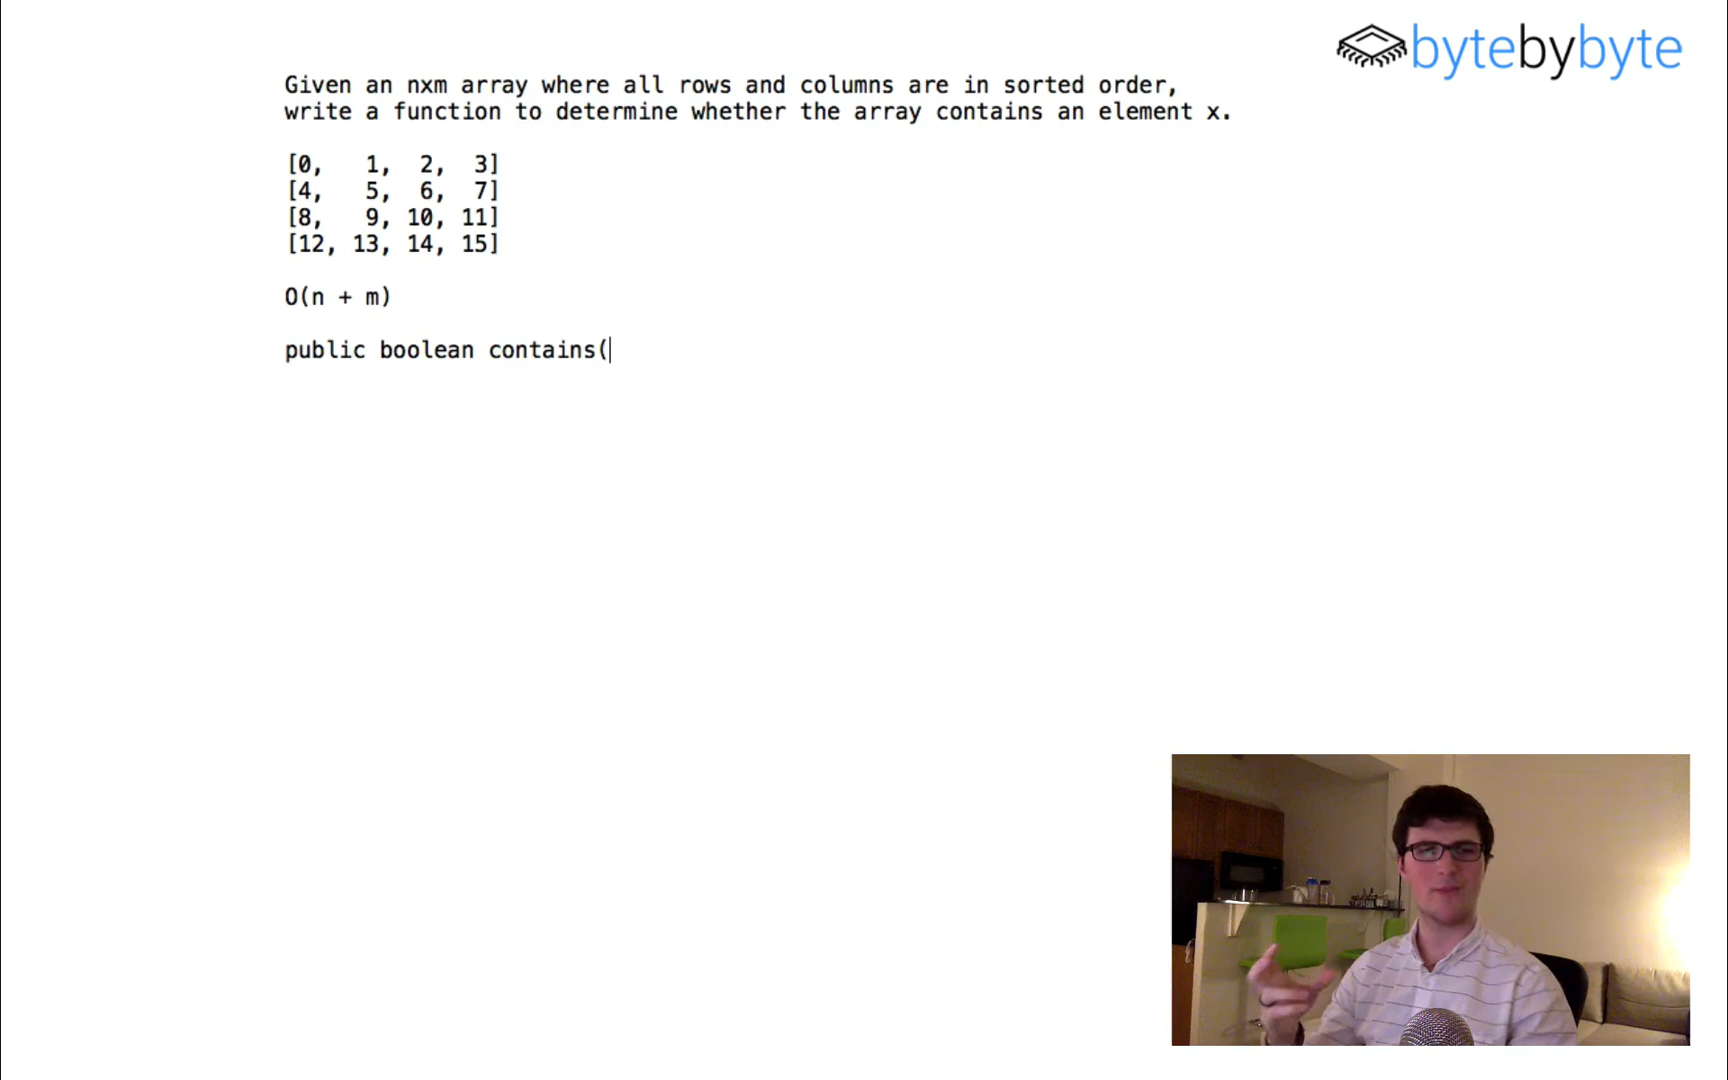 bytebybyte
Given an nxm array where all rows and columns are in sorted order,
write a function to determine whether the array contains an element x.
[0, 1, 2, 3]
[4, 5, 6, 7]
[8, 9, 10, 11]
[12, 13, 14, 15]
O(n + m)
public boolean contains(